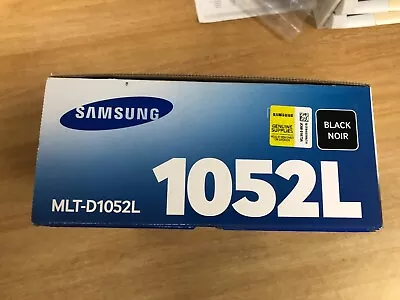 SAMSUNG
SAMSUNG
GENUINE
SUPPLIES
BLACK
NOIR
MLT-D1052L
1052L